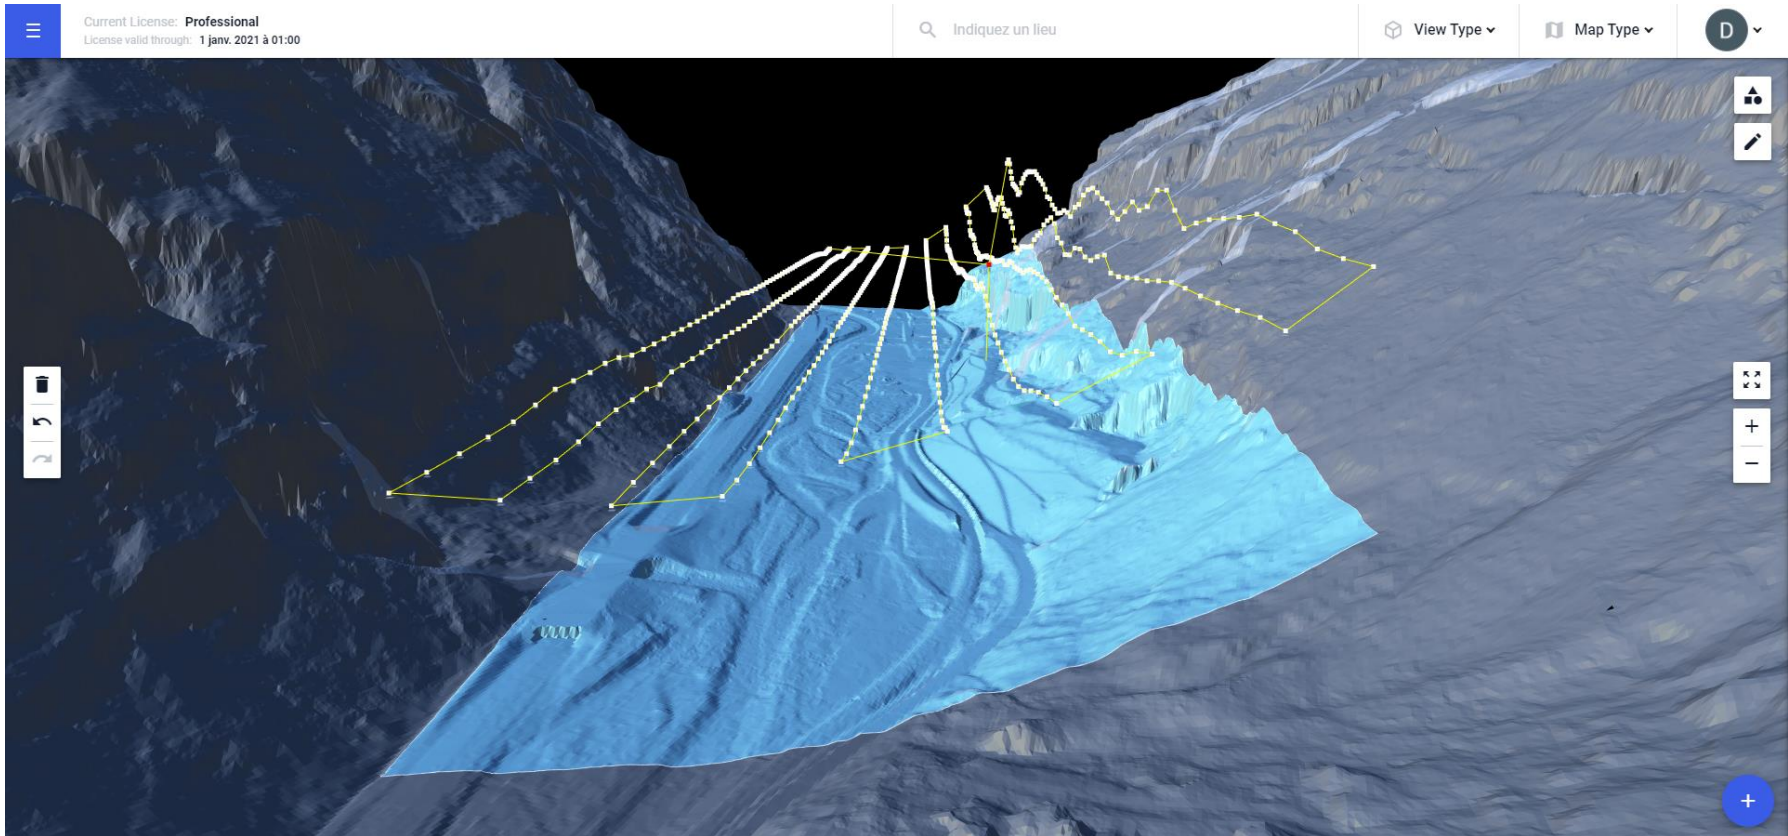 Current License: Professional
License valid through: 1 janv. 2021 à 01:00
Indiquez un lieu
View Type
Map Type
D